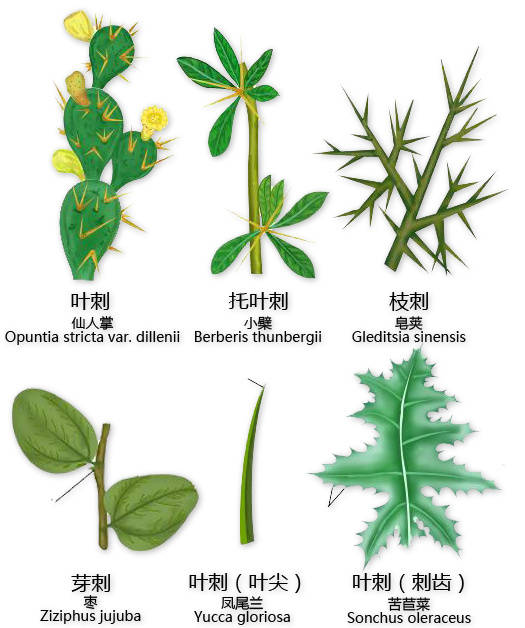 叶刺
仙人掌
Opuntia stricta var. dillenii
托叶刺
小檗
Berberis thunbergii
枝刺
皂荚
Gleditsia sinensis
芽刺
枣
Ziziphus jujuba
叶刺（叶尖）
凤尾兰
Yucca gloriosa
叶刺（刺齿）
苦苣菜
Sonchus oleraceus